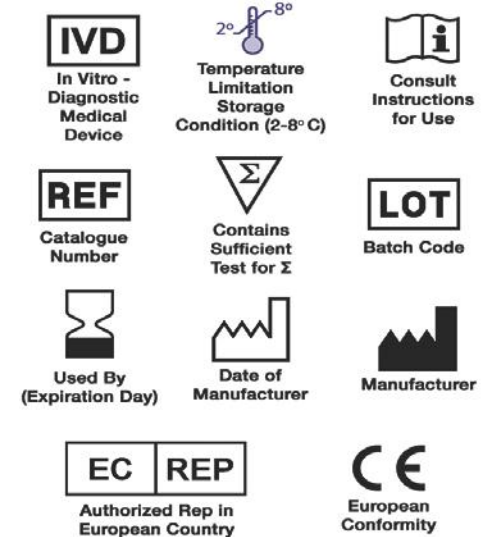 IVD
In Vitro -
Diagnostic
Medical
Device
2° 8°
Temperature
Limitation
Storage
Condition (2-8° C)
i
Consult
Instructions
for Use
REF
Catalogue
Number
Σ
Contains
Sufficient
Test for Σ
LOT
Batch Code
Used By
(Expiration Day)
Date of
Manufacturer
Manufacturer
EC REP
Authorized Rep in
European Country
CE
European
Conformity